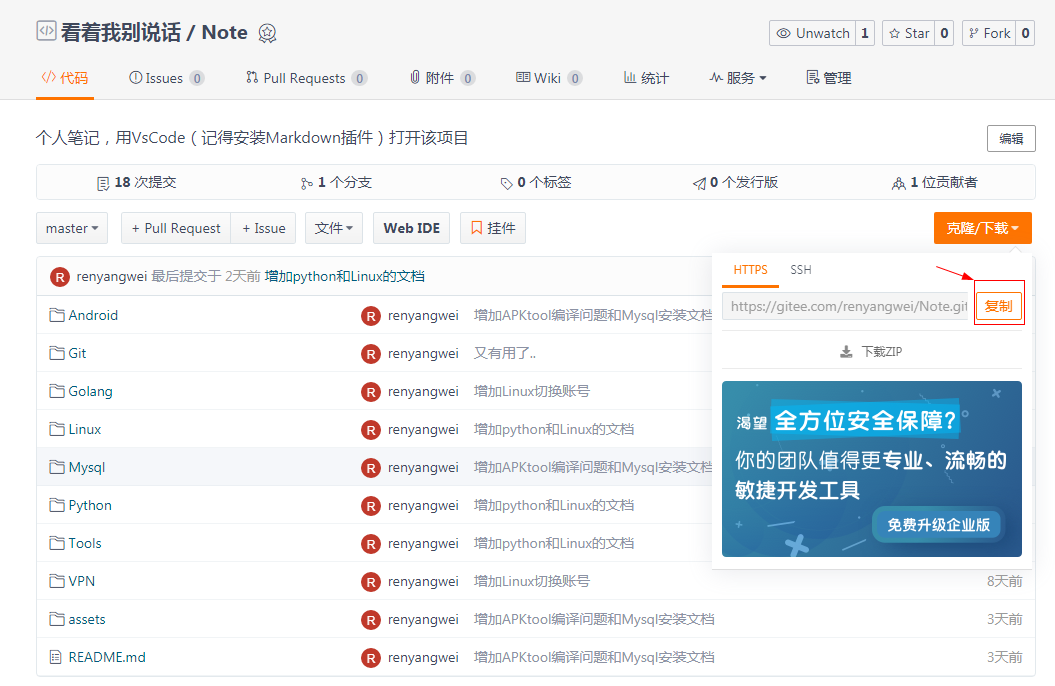 看着我别说话 / Note
Unwatch 1 Star 0 Fork 0
代码 Issues 0 Pull Requests 0 附件 0 Wiki 0 统计 服务 管理
个人笔记，用VsCode（记得安装Markdown插件）打开该项目 编辑
18 次提交 1 个分支 0 个标签 0 个发行版 1 位贡献者
master + Pull Request + Issue 文件 Web IDE 挂件 克隆/下载
R renyangwei 最后提交于 2天前 增加python和Linux的文档
HTTPS SSH
https://gitee.com/renyangwei/Note.git 复制
下载ZIP
渴望 全方位安全保障?
你的团队值得更专业、流畅的
敏捷开发工具
免费升级企业版
Android R renyangwei 增加APKtool编译问题和Mysql安装文档
Git R renyangwei 又有用了..
Golang R renyangwei 增加Linux切换账号
Linux R renyangwei 增加python和Linux的文档
Mysql R renyangwei 增加APKtool编译问题和Mysql安装文档
Python R renyangwei 增加python和Linux的文档
Tools R renyangwei 增加python和Linux的文档
VPN R renyangwei 增加Linux切换账号 8天前
assets R renyangwei 增加APKtool编译问题和Mysql安装文档 3天前
README.md R renyangwei 增加APKtool编译问题和Mysql安装文档 3天前